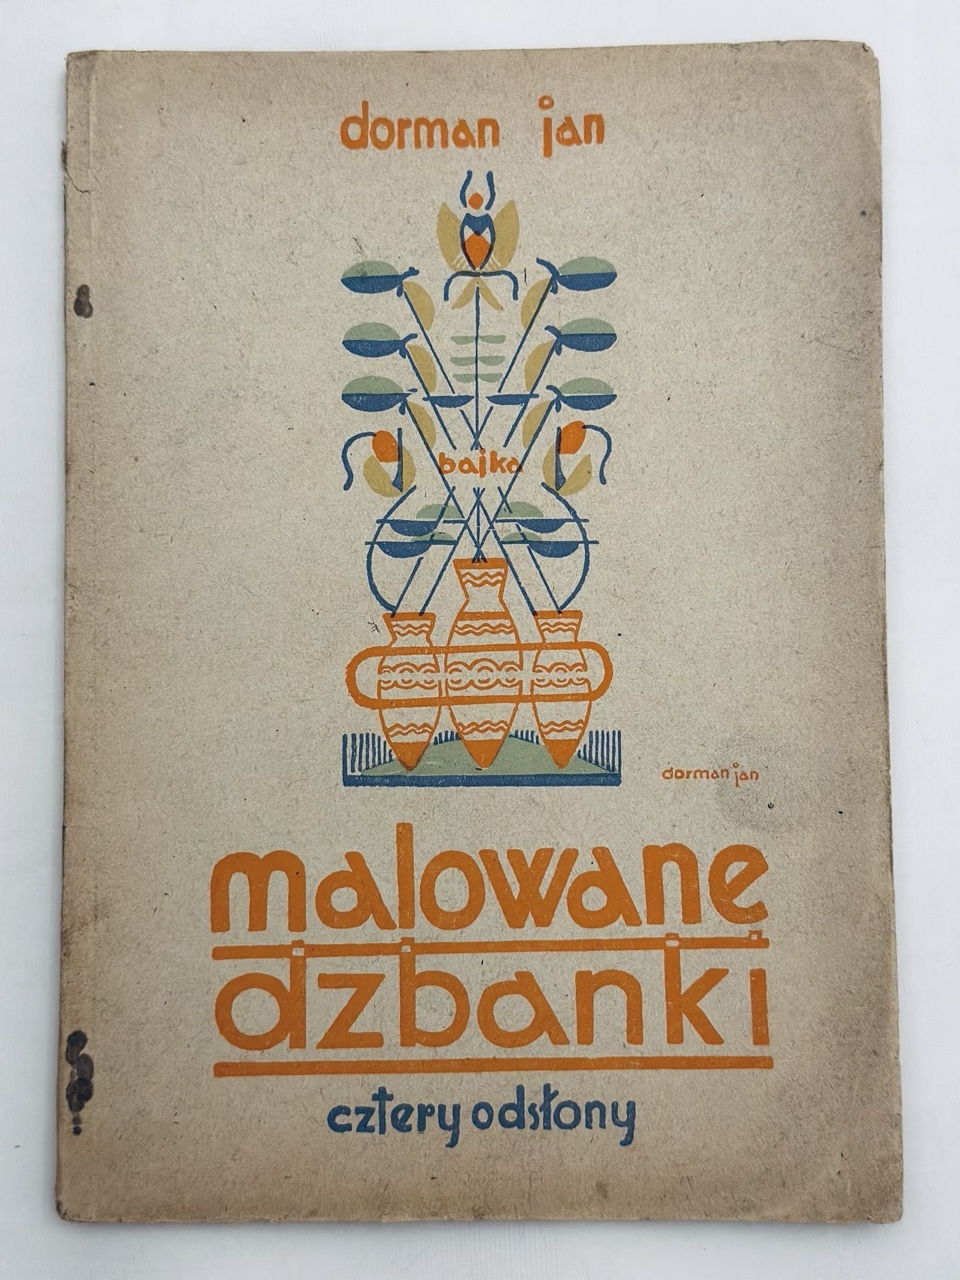 dorman jan
bajka
dorman jan
malowane
dzbanki
cztery odsłony